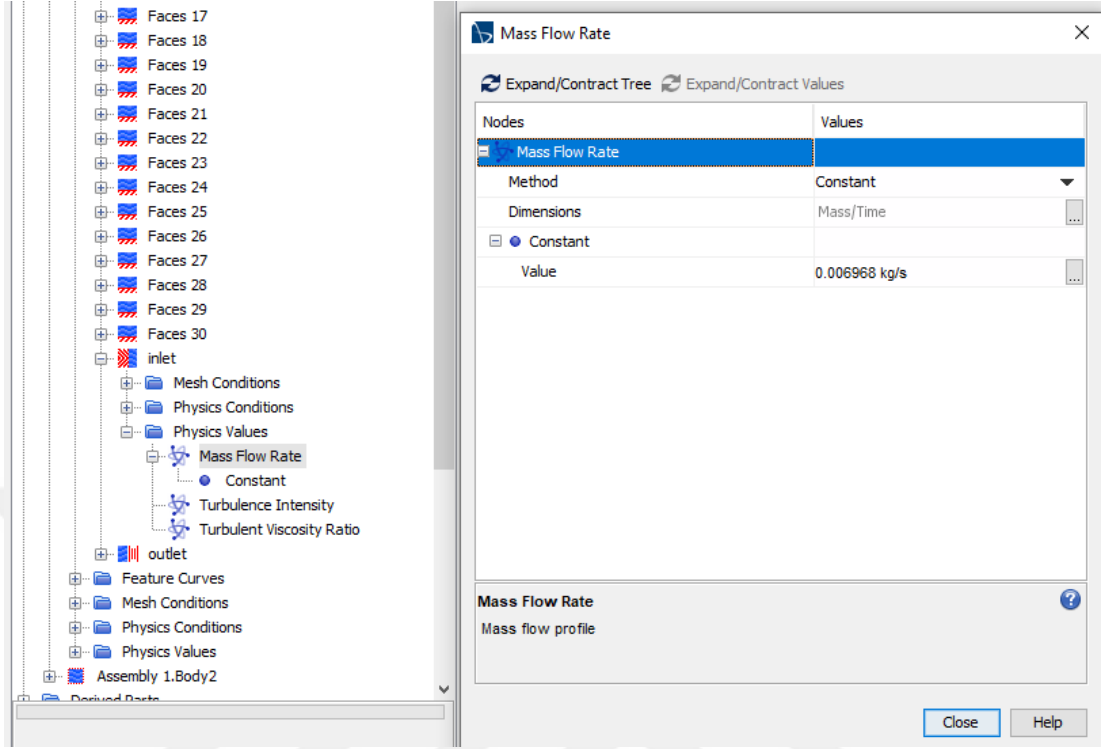 Faces 17
Faces 18
Faces 19
Faces 20
Faces 21
Faces 22
Faces 23
Faces 24
Faces 25
Faces 26
Faces 27
Faces 28
Faces 29
Faces 30
inlet
Mesh Conditions
Physics Conditions
Physics Values
Mass Flow Rate
Constant
Turbulence Intensity
Turbulent Viscosity Ratio
outlet
Feature Curves
Mesh Conditions
Physics Conditions
Physics Values
Assembly 1.Body2
Derived Parts
Mass Flow Rate
Expand/Contract Tree Expand/Contract Values
Nodes Values
Mass Flow Rate
Method Constant
Dimensions Mass/Time ...
Constant
Value 0.006968 kg/s ...
Mass Flow Rate
Mass flow profile
Close Help